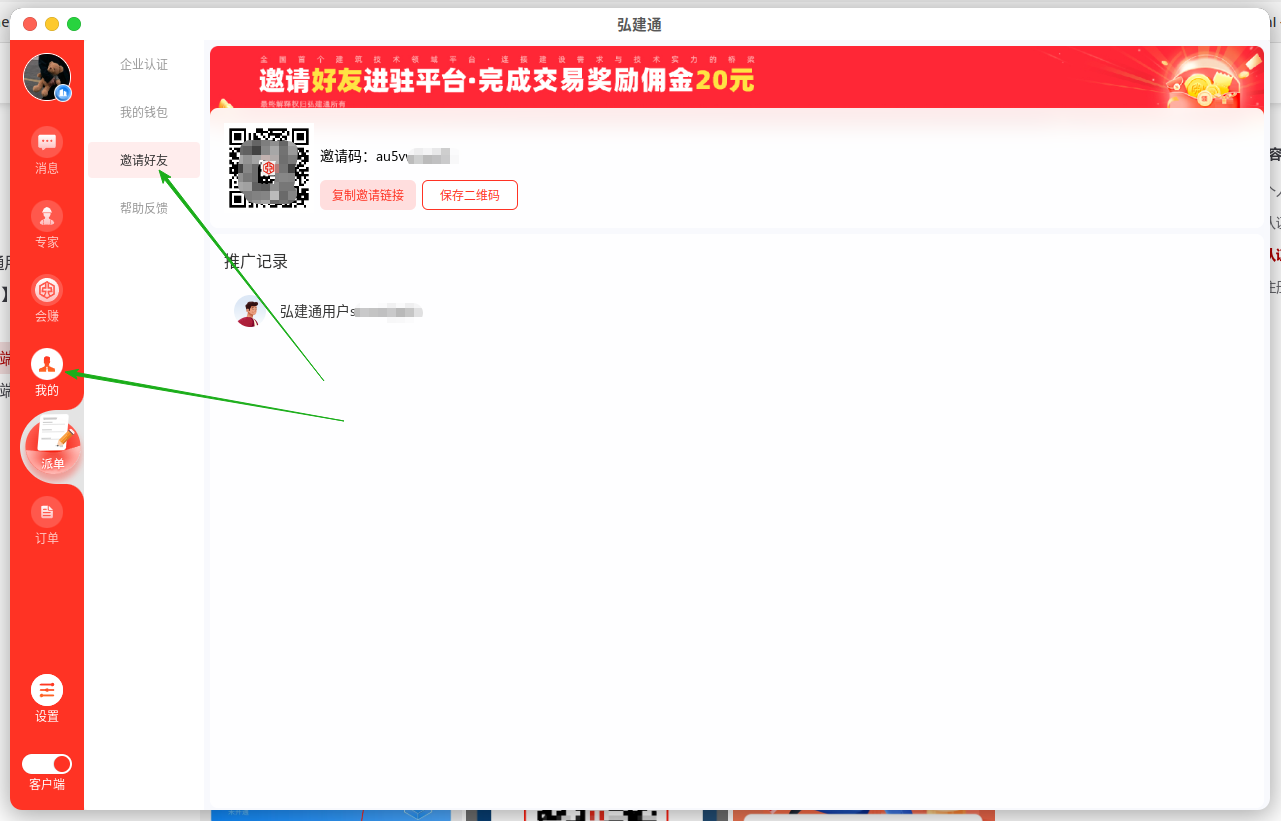 弘建通
消息
专家
会赚
我的
派单
订单
设置
客户端
企业认证
我的钱包
邀请好友
帮助反馈
全国首个建筑技术领域平台·连接建设需求与技术实力的桥梁
邀请好友进驻平台·完成交易奖励佣金20元
最终解释权归弘建通所有
邀请码：au5v
复制邀请链接
保存二维码
推广记录
弘建通用户s